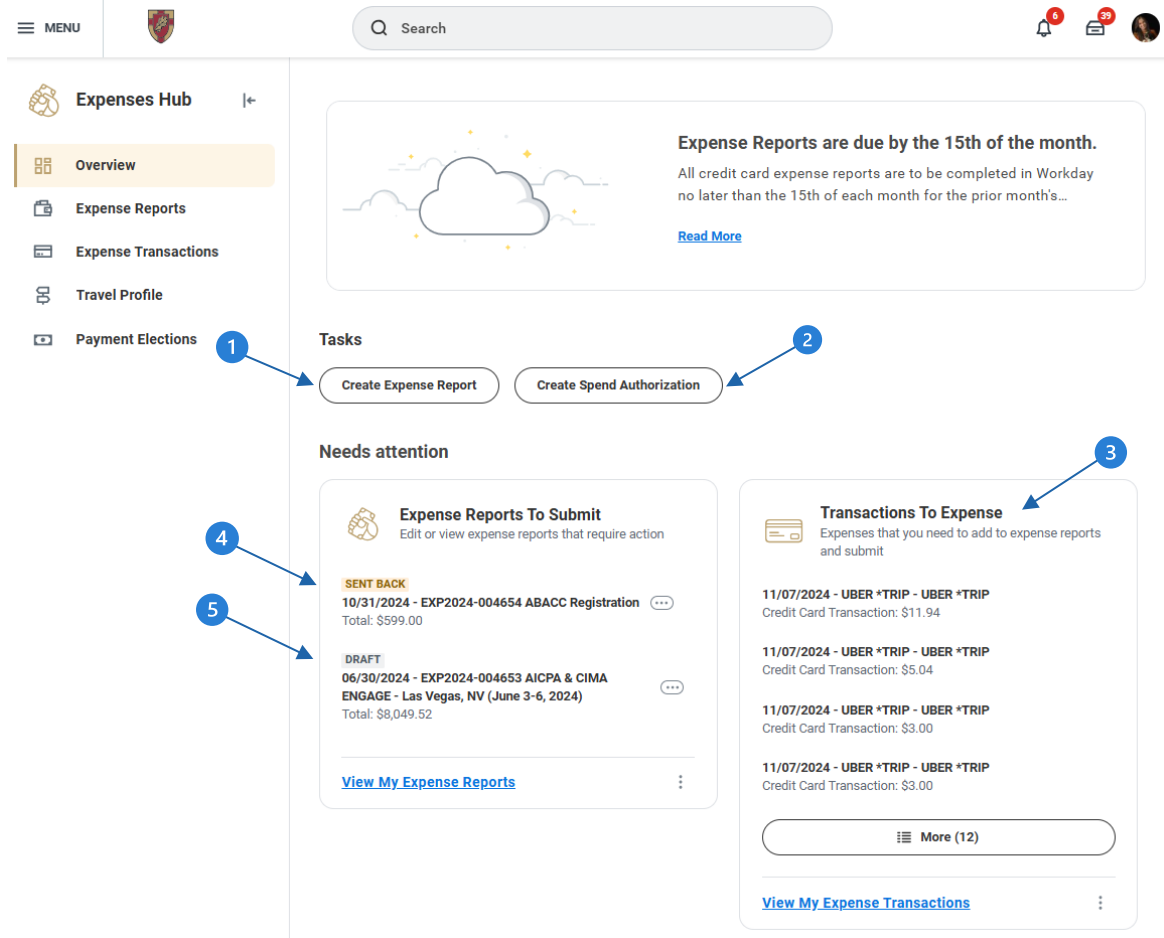 MENU
Search
6
39
Expenses Hub
Overview
Expense Reports
Expense Transactions
Travel Profile
Payment Elections
Expense Reports are due by the 15th of the month.
All credit card expense reports are to be completed in Workday
no later than the 15th of each month for the prior month's...
Read More
1
2
Tasks
Create Expense Report
Create Spend Authorization
Needs attention
3
4
5
Expense Reports To Submit
Edit or view expense reports that require action
SENT BACK
10/31/2024 - EXP2024-004654 ABACC Registration
Total: $599.00
DRAFT
06/30/2024 - EXP2024-004653 AICPA & CIMA
ENGAGE - Las Vegas, NV (June 3-6, 2024)
Total: $8,049.52
View My Expense Reports
Transactions To Expense
Expenses that you need to add to expense reports
and submit
11/07/2024 - UBER *TRIP - UBER *TRIP
Credit Card Transaction: $11.94
11/07/2024 - UBER *TRIP - UBER *TRIP
Credit Card Transaction: $5.04
11/07/2024 - UBER *TRIP - UBER *TRIP
Credit Card Transaction: $3.00
11/07/2024 - UBER *TRIP - UBER *TRIP
Credit Card Transaction: $3.00
More (12)
View My Expense Transactions